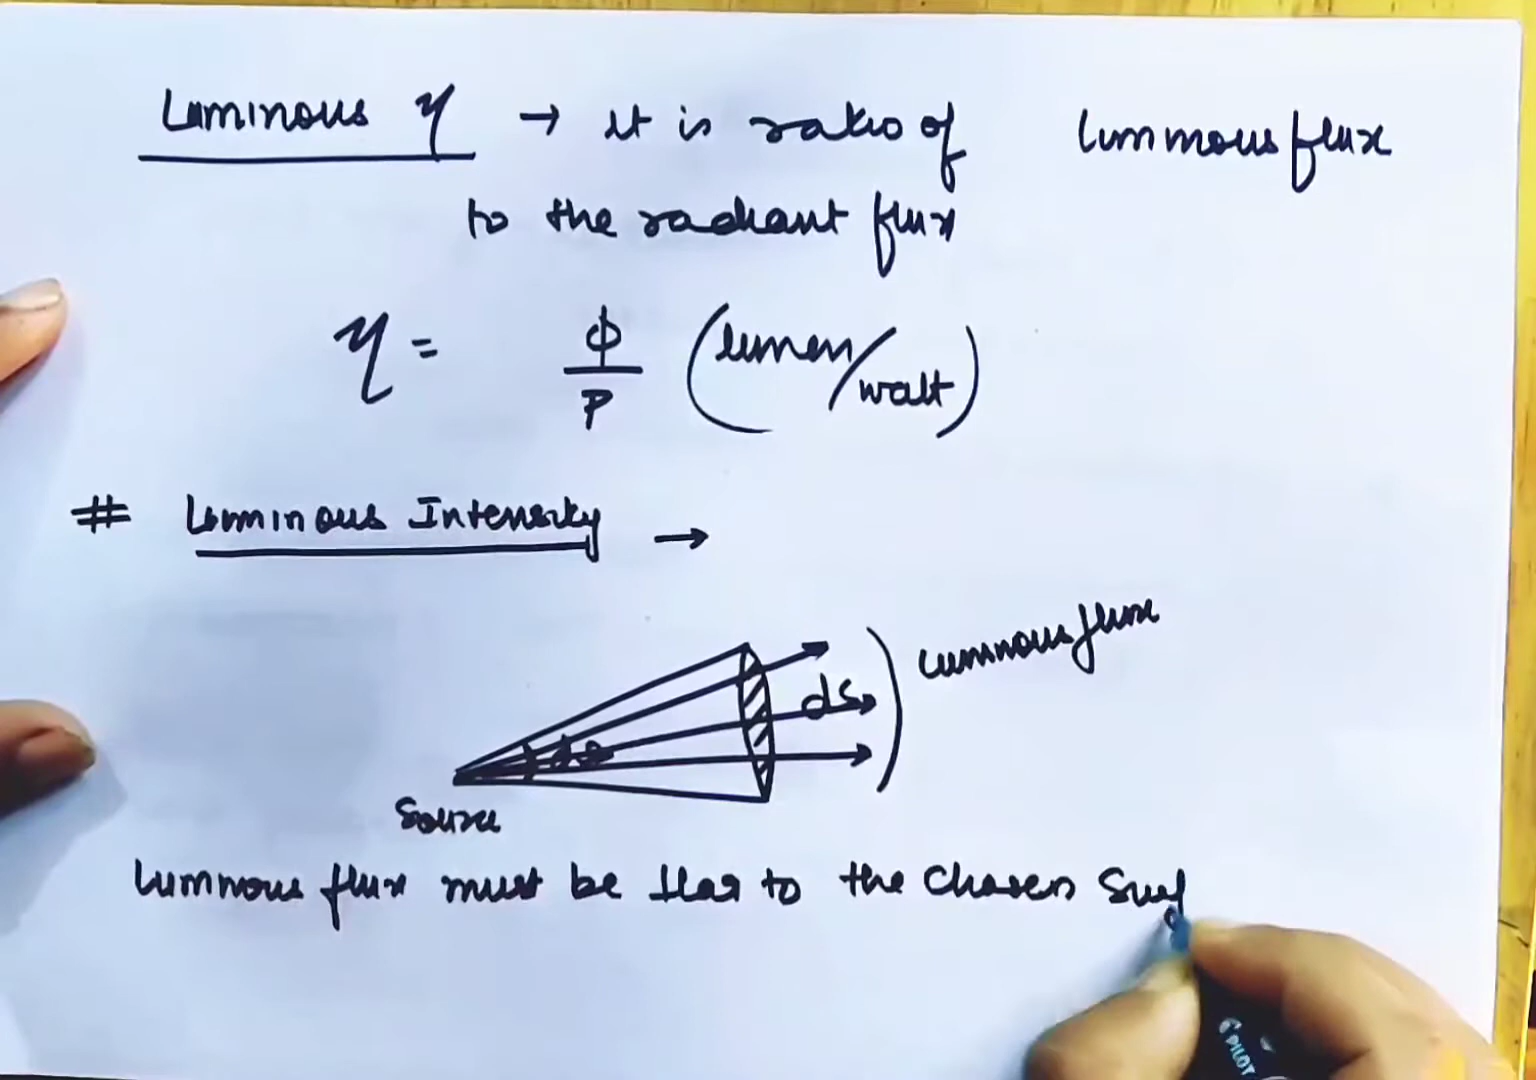 Luminous η → it is ratio of luminous flux
to the radiant flux
η = ϕ/P (lumen/watt)
# Luminous Intensity →
luminous flux
ds
Source
luminous flux must be to the chosen Surf
PILOT